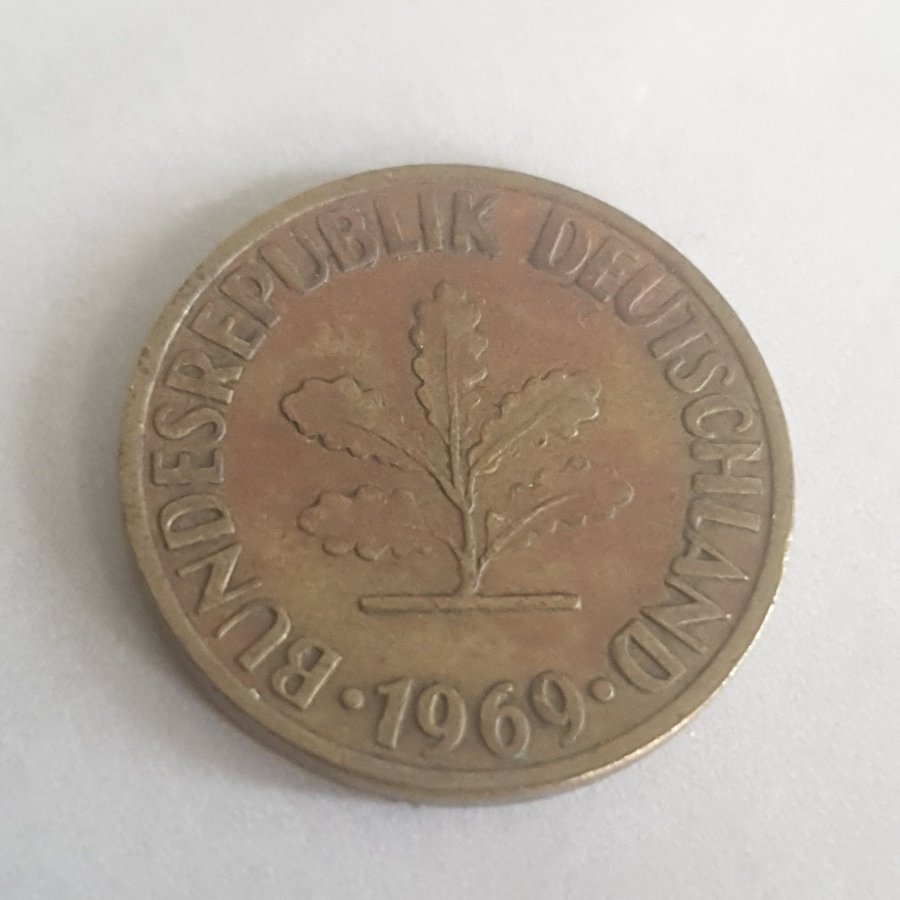 BUNDESREPUBLIK DEUTSCHLAND
· 1969 ·